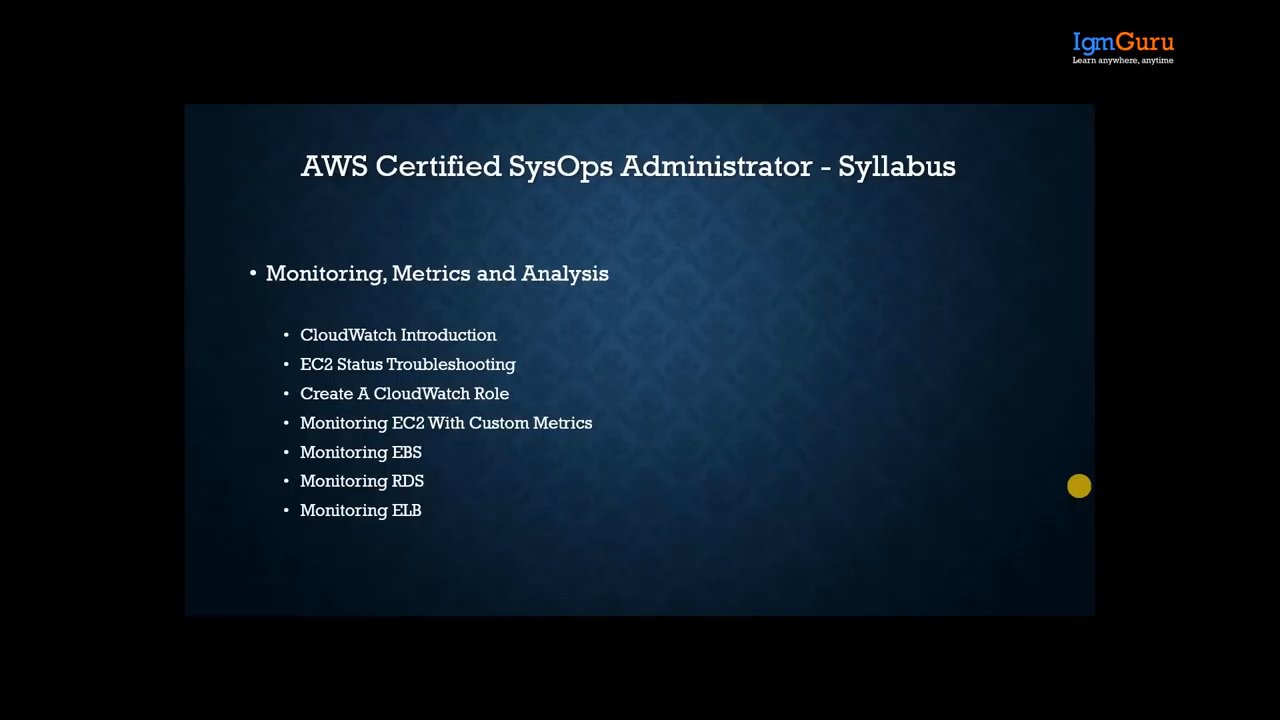 IgmGuru
Learn anywhere, anytime
AWS Certified SysOps Administrator - Syllabus
• Monitoring, Metrics and Analysis
• CloudWatch Introduction
• EC2 Status Troubleshooting
• Create A CloudWatch Role
• Monitoring EC2 With Custom Metrics
• Monitoring EBS
• Monitoring RDS
• Monitoring ELB